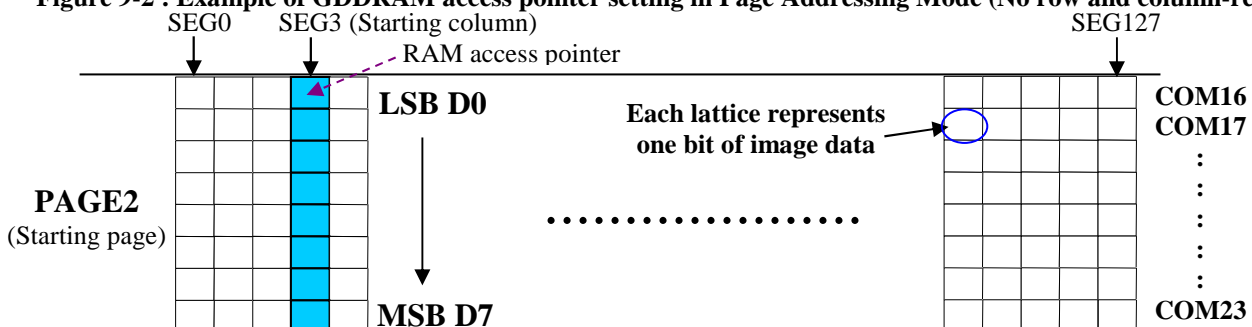 Figure 9-2 : Example of GDDRAM access pointer setting in Page Addressing Mode (No row and column-re
SEG0 SEG3 (Starting column) SEG127
RAM access pointer
LSB D0
Each lattice represents
one bit of image data
COM16
COM17
:
:
:
:
:
PAGE2
(Starting page)
.....................
MSB D7
COM23